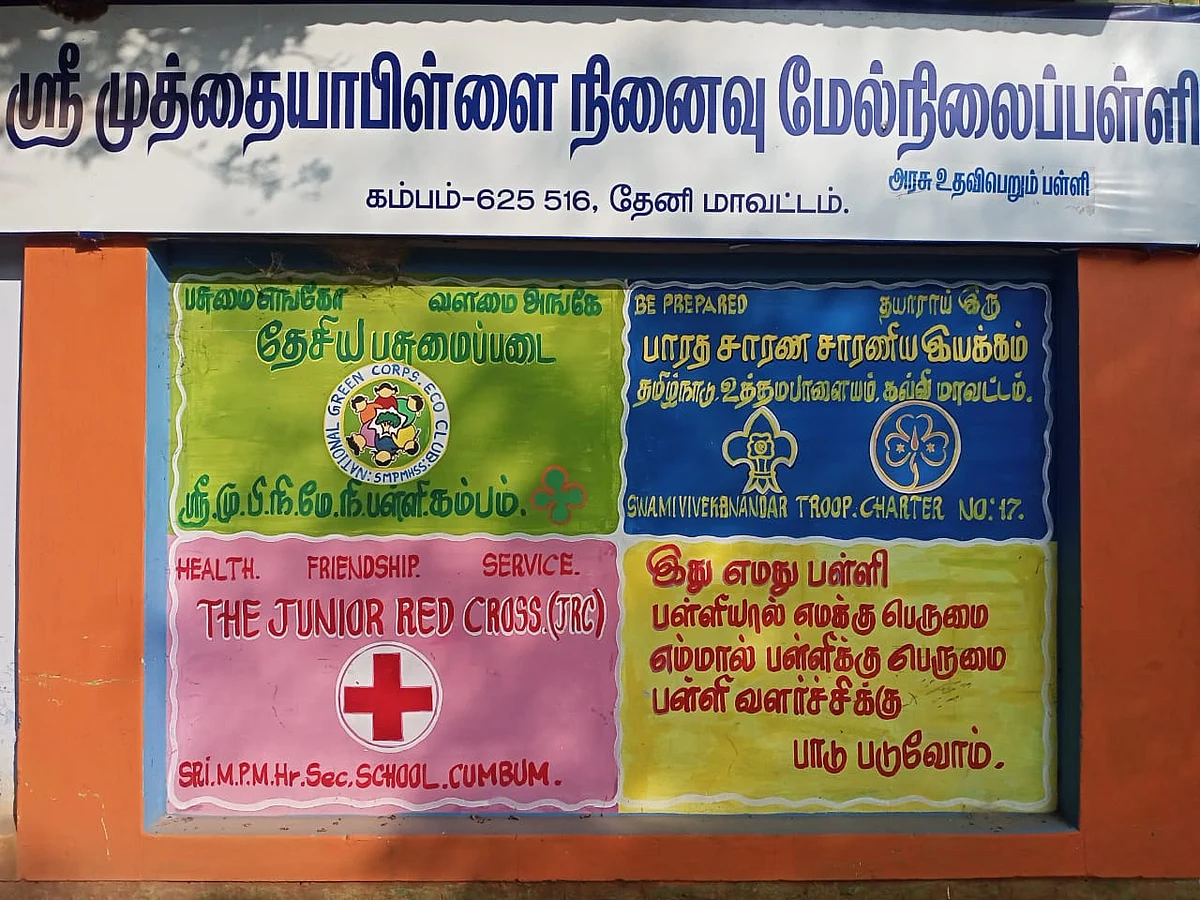 ஸ்ரீ முத்தையாபிள்ளை நினைவு மேல்நிலைப்பள்ளி
அரசு உதவிபெறும் பள்ளி
கம்பம்-625 516, தேனி மாவட்டம்.
பசுமை எங்கோ வளமை அங்கே
தேசிய பசுமைப்படை
NATIONAL GREEN CORPS. ECO CLUB: SMPMHSS:
ஸ்ரீ.மு.பி.நி.மே.நி.பள்ளி.கம்பம்.
BE PREPARED தயாராய் இரு
பாரத சாரண சாரணிய இயக்கம்
தமிழ்நாடு. உத்தமபாளையம். கல்வி மாவட்டம்.
SWAMI VIVEKANANDAR TROOP. CHARTER NO: 17.
HEALTH. FRIENDSHIP. SERVICE.
THE JUNIOR RED CROSS.(JRC)
SRI.M.P.M.Hr.Sec.SCHOOL.CUMBUM.
இது எமது பள்ளி
பள்ளியால் எமக்கு பெருமை
எம்மால் பள்ளிக்கு பெருமை
பள்ளி வளர்ச்சிக்கு
பாடு படுவோம்.